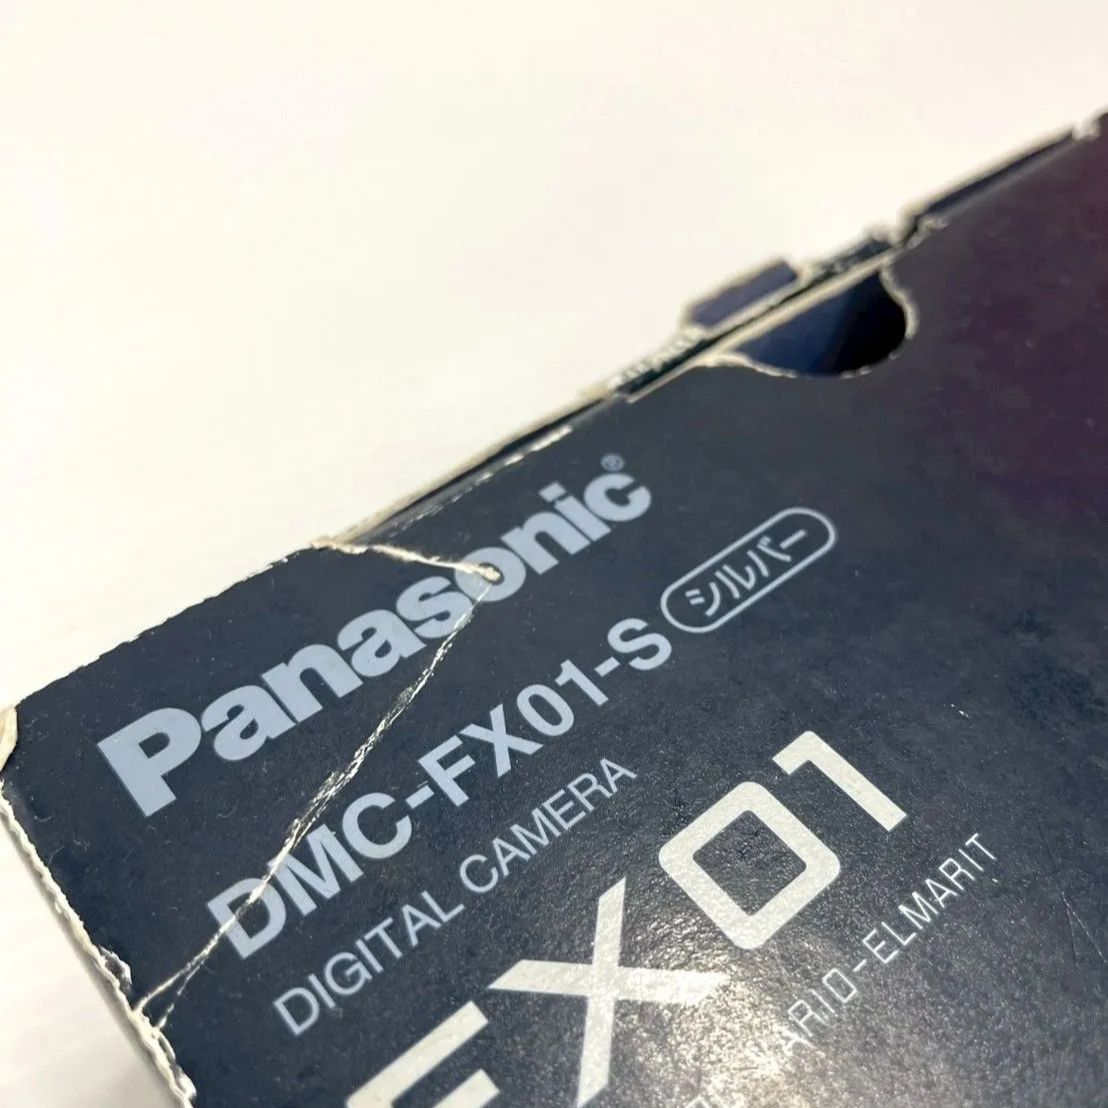 Panasonic®
DMC-FX01-S シルバー
DIGITAL CAMERA
FX01
ARIO-ELMARIT